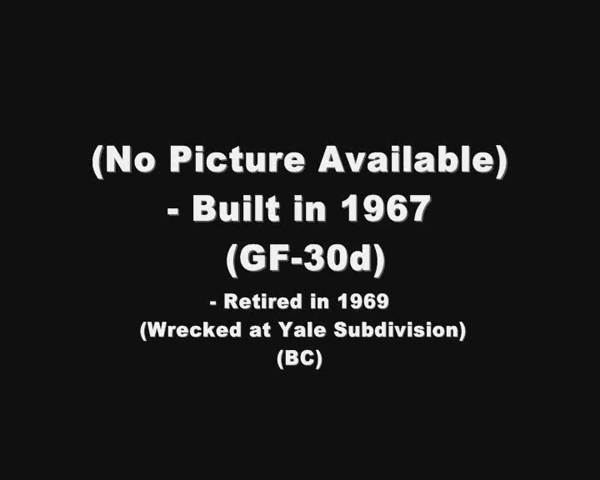 (No Picture Available)
- Built in 1967
(GF-30d)
- Retired in 1969
(Wrecked at Yale Subdivision)
(BC)